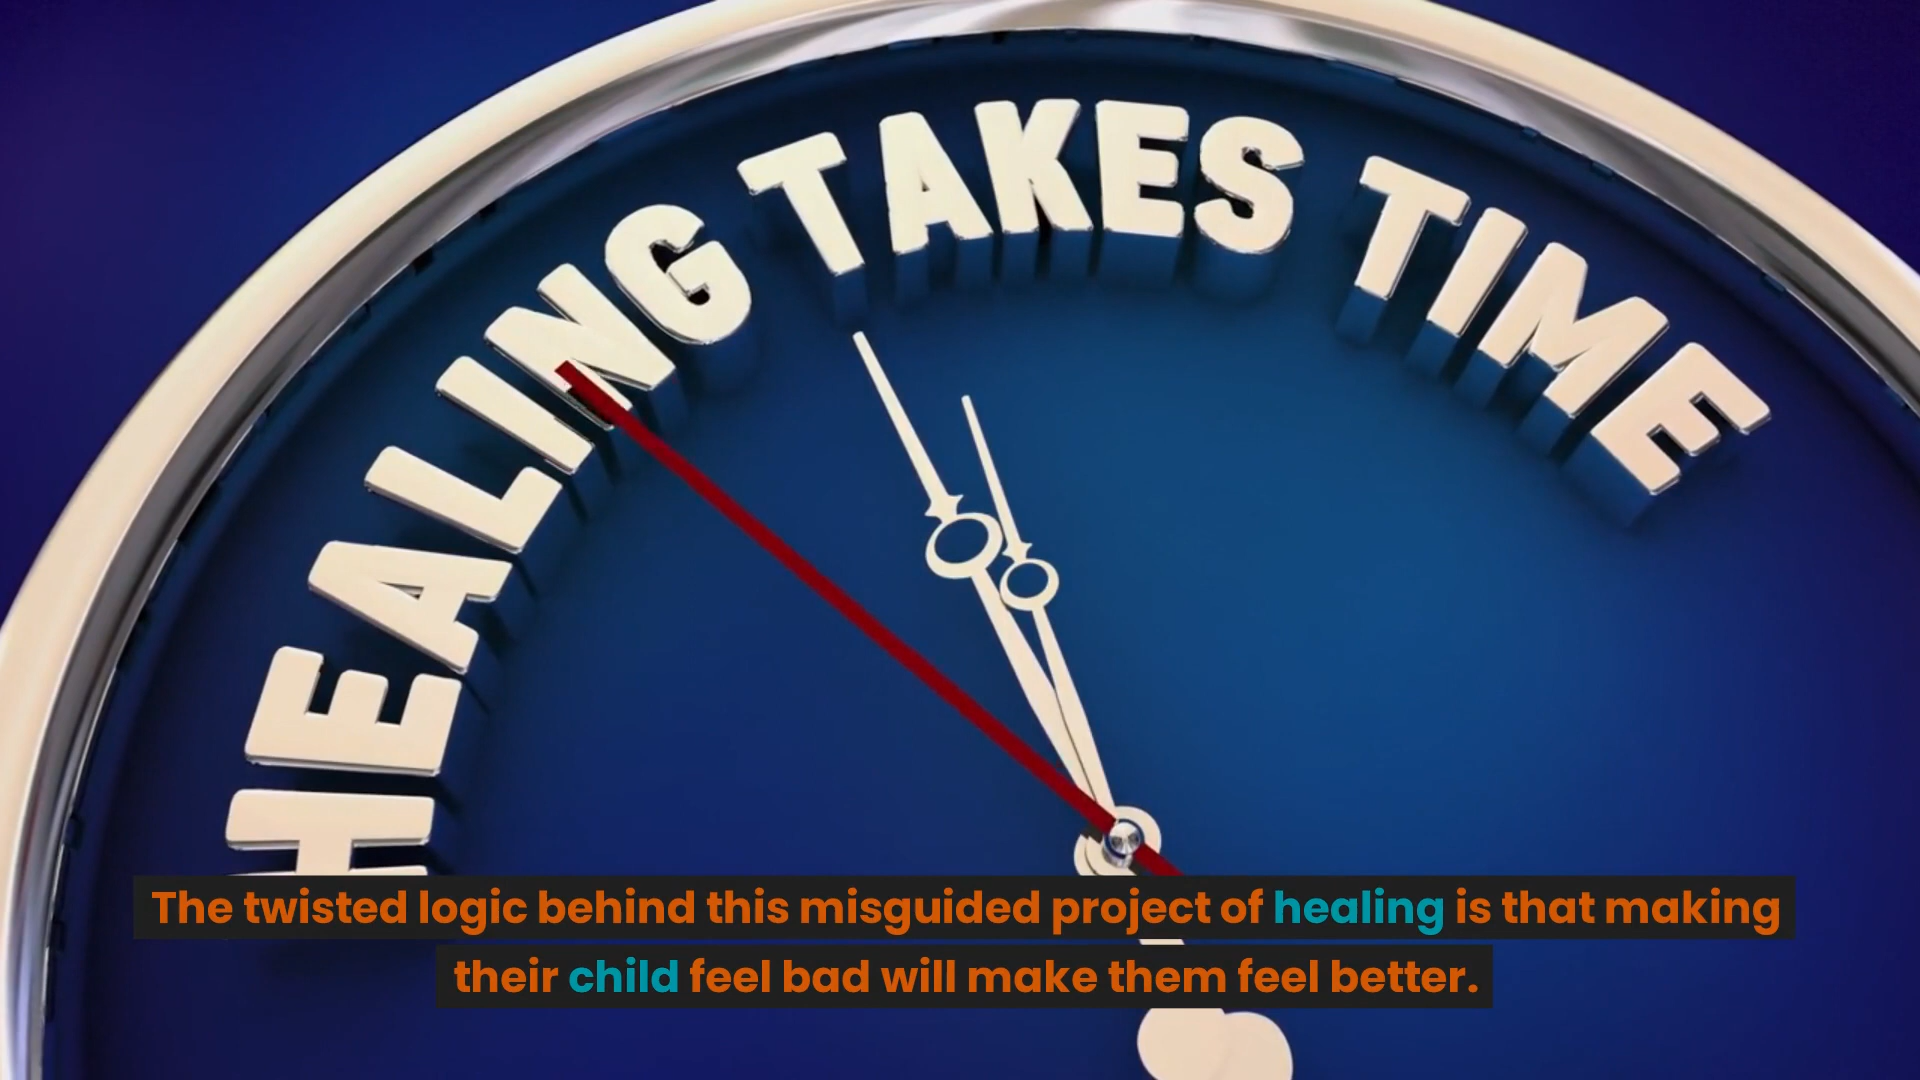 HEALING TAKES TIME
The twisted logic behind this misguided project of healing is that making
their child feel bad will make them feel better.